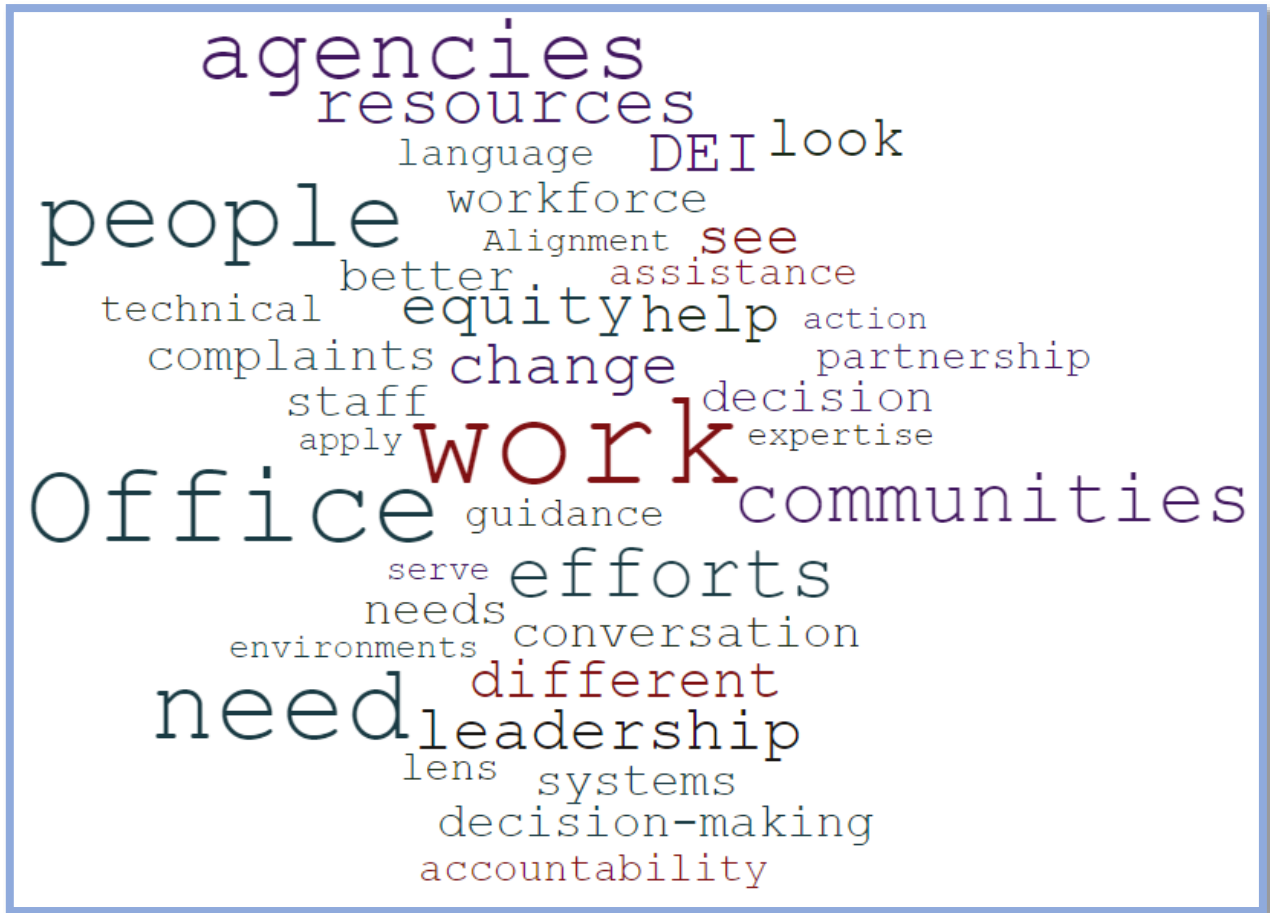 agencies
resources
language DEI look
people workforce
Alignment see
better assistance
technical equity help action
complaints change partnership
staff decision
apply work expertise
Office guidance communities
serve efforts
needs
environments conversation
need different
leadership
lens systems
decision-making
accountability